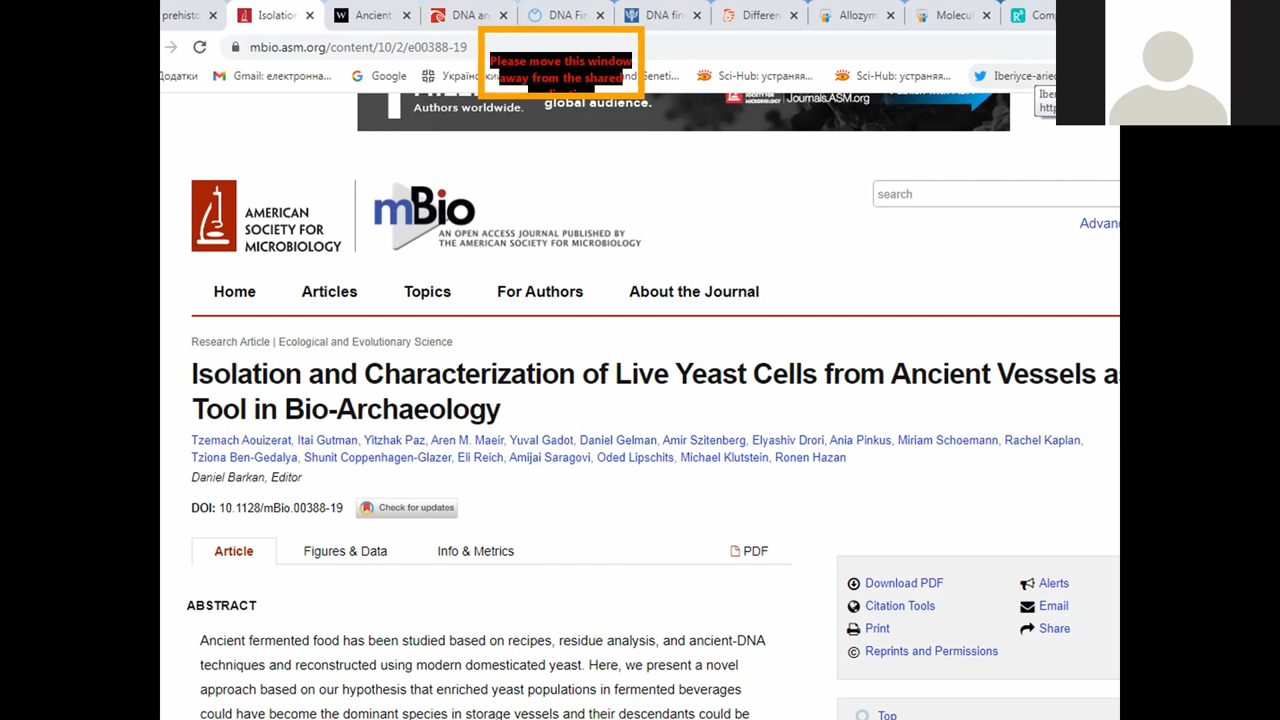 prehisto
Isolation
Ancient
DNA an
DNA Fin
DNA fin
Differen
Allozym
Molecul
Com
mbio.asm.org/content/10/2/e00388-19
Please move this window
away from the shared
Додатки
Gmail: електронна...
Google
Українськ
nd Geneti...
Sci-Hub: устраняя...
Sci-Hub: устраняя...
Iberiyce-aried
Authors worldwide.
global audience.
Journals.ASM.org
AMERICAN
SOCIETY FOR
MICROBIOLOGY
mBio
AN OPEN ACCESS JOURNAL PUBLISHED BY
THE AMERICAN SOCIETY FOR MICROBIOLOGY
search
Advan
Home
Articles
Topics
For Authors
About the Journal
Research Article | Ecological and Evolutionary Science
Isolation and Characterization of Live Yeast Cells from Ancient Vessels a
Tool in Bio-Archaeology
Tzemach Aouizerat, Itai Gutman, Yitzhak Paz, Aren M. Maeir, Yuval Gadot, Daniel Gelman, Amir Szitenberg, Elyashiv Drori, Ania Pinkus, Miriam Schoemann, Rachel Kaplan,
Tziona Ben-Gedalya, Shunit Coppenhagen-Glazer, Eli Reich, Amijai Saragovi, Oded Lipschits, Michael Klutstein, Ronen Hazan
Daniel Barkan, Editor
DOI: 10.1128/mBio.00388-19
Check for updates
Article
Figures & Data
Info & Metrics
PDF
ABSTRACT
Ancient fermented food has been studied based on recipes, residue analysis, and ancient-DNA
techniques and reconstructed using modern domesticated yeast. Here, we present a novel
approach based on our hypothesis that enriched yeast populations in fermented beverages
could have become the dominant species in storage vessels and their descendants could be
Download PDF
Alerts
Citation Tools
Email
Print
Share
Reprints and Permissions
Top